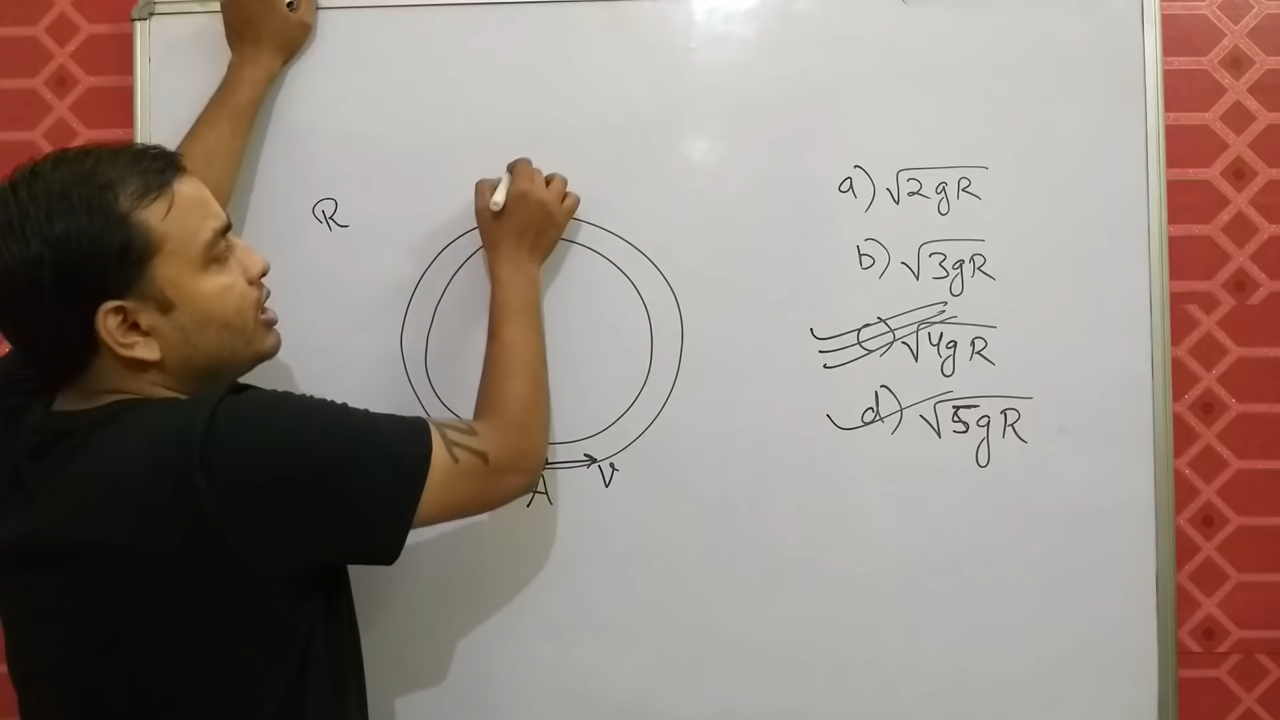 R
a) √2gR
b) √3gR
c) √4gR
d) √5gR
A V